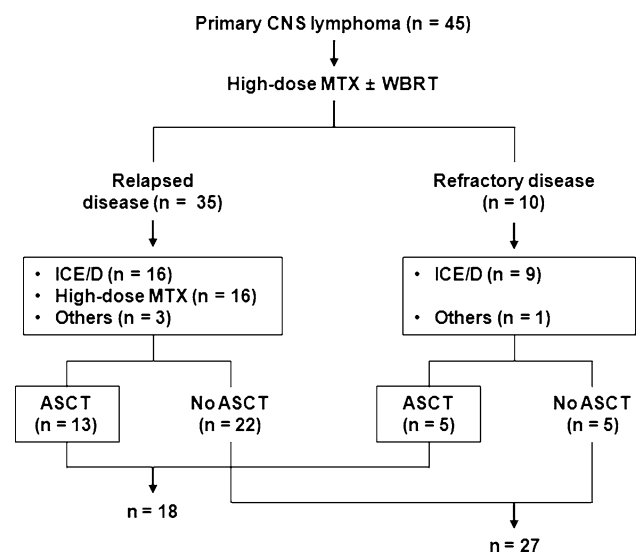 Primary CNS lymphoma (n = 45)
High-dose MTX ± WBRT
Relapsed
disease (n = 35)
Refractory disease
(n = 10)
• ICE/D (n = 16)
• High-dose MTX (n = 16)
• Others (n = 3)
• ICE/D (n = 9)
• Others (n = 1)
ASCT
(n = 13)
No ASCT
(n = 22)
ASCT
(n = 5)
No ASCT
(n = 5)
n = 18
n = 27